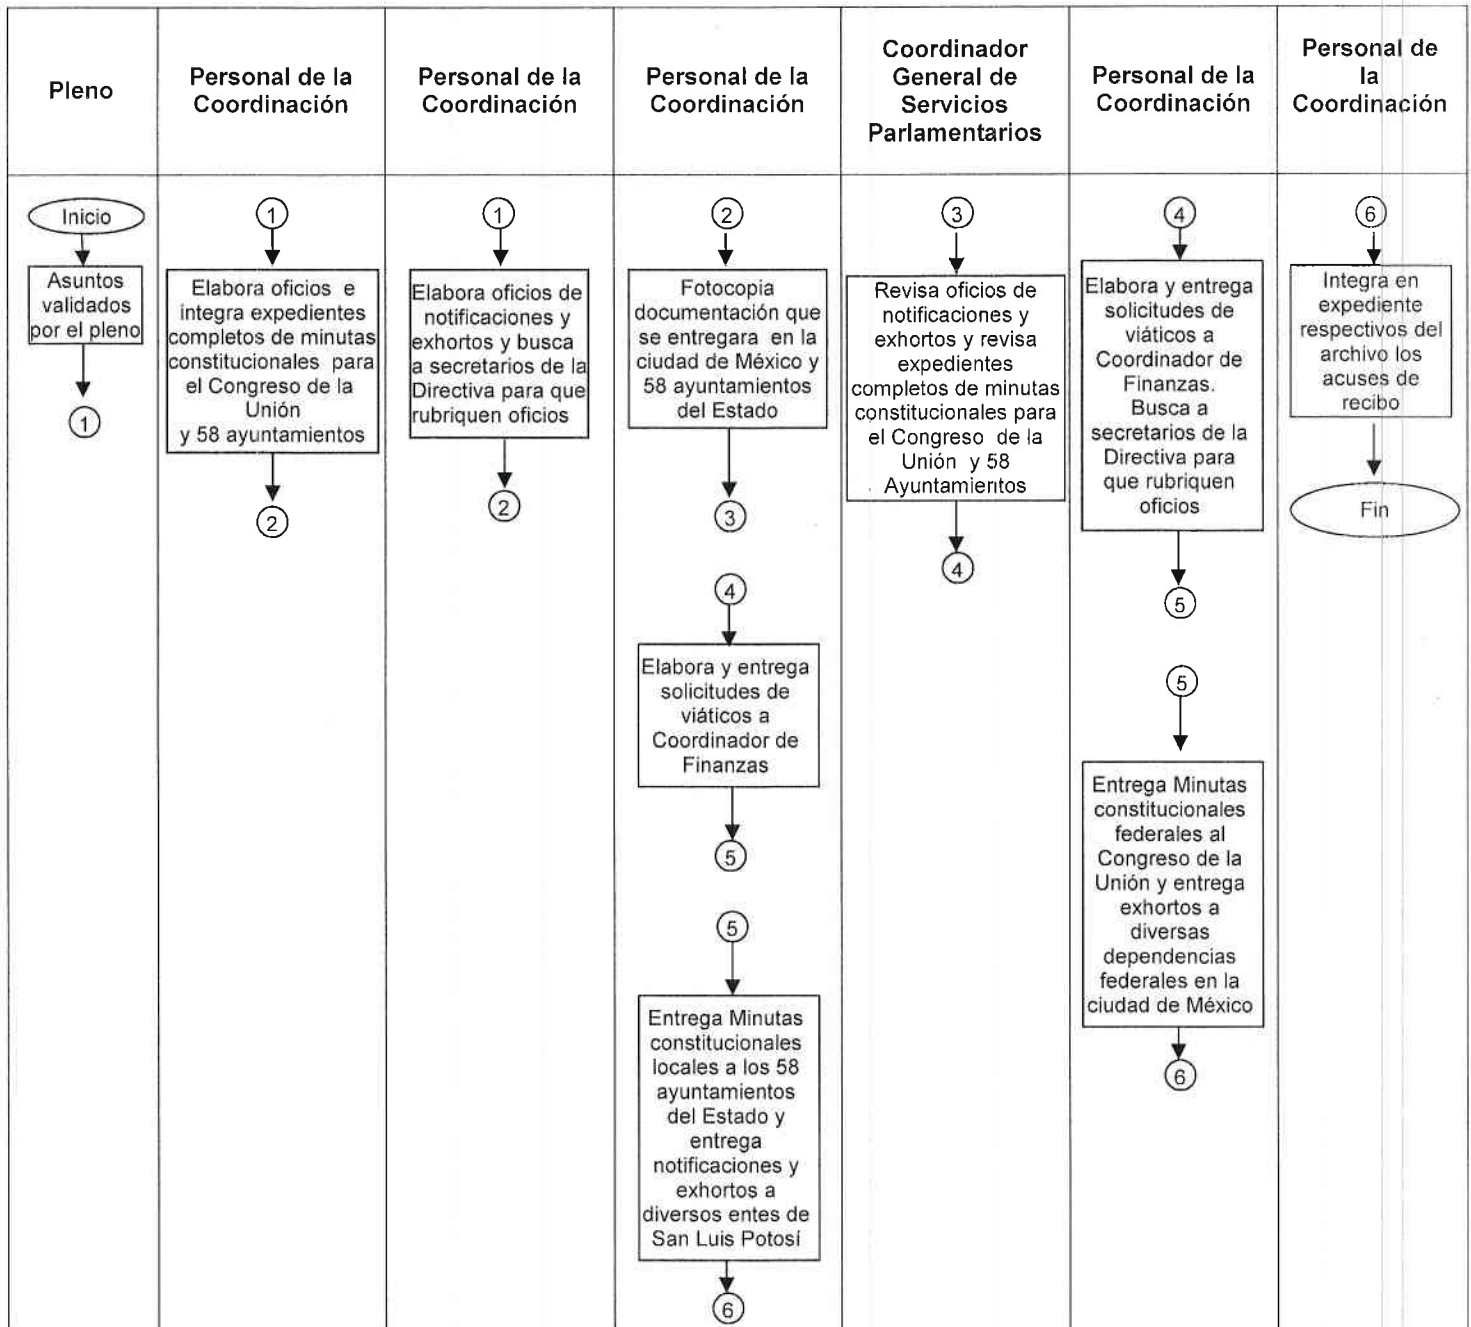 Pleno
Personal de la
Coordinación
Personal de la
Coordinación
Personal de la
Coordinación
Coordinador
General de
Servicios
Parlamentarios
Personal de la
Coordinación
Personal de
la
Coordinación
Inicio
Asuntos
validados
por el pleno
1
1
Elabora oficios e
integra expedientes
completos de minutas
constitucionales para
el Congreso de la
Unión
y 58 ayuntamientos
2
1
Elabora oficios de
notificaciones y
exhortos y busca
a secretarios de la
Directiva para que
rubriquen oficios
2
2
Fotocopia
documentación que
se entregara en la
ciudad de México y
58 ayuntamientos
del Estado
3
4
Elabora y entrega
solicitudes de
viáticos a
Coordinador de
Finanzas
5
5
Entrega Minutas
constitucionales
locales a los 58
ayuntamientos
del Estado y
entrega
notificaciones y
exhortos a
diversos entes de
San Luis Potosí
6
3
Revisa oficios de
notificaciones y
exhortos y revisa
expedientes
completos de minutas
constitucionales para
el Congreso de la
Unión y 58
Ayuntamientos
4
4
Elabora y entrega
solicitudes de
viáticos a
Coordinador de
Finanzas.
Busca a
secretarios de la
Directiva para
que rubriquen
oficios
5
5
Entrega Minutas
constitucionales
federales al
Congreso de la
Unión y entrega
exhortos a
diversas
dependencias
federales en la
ciudad de México
6
6
Integra en
expediente
respectivos del
archivo los
acuses de
recibo
Fin